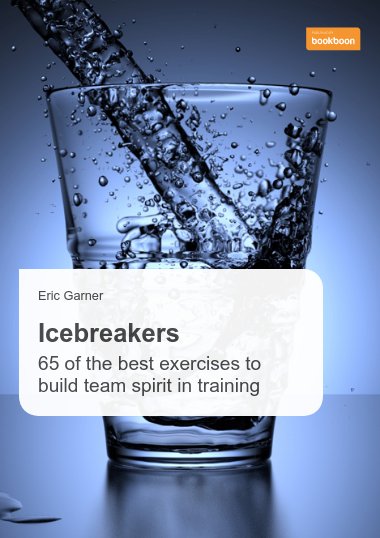 bookboon
Eric Garner
Icebreakers
65 of the best exercises to
build team spirit in training